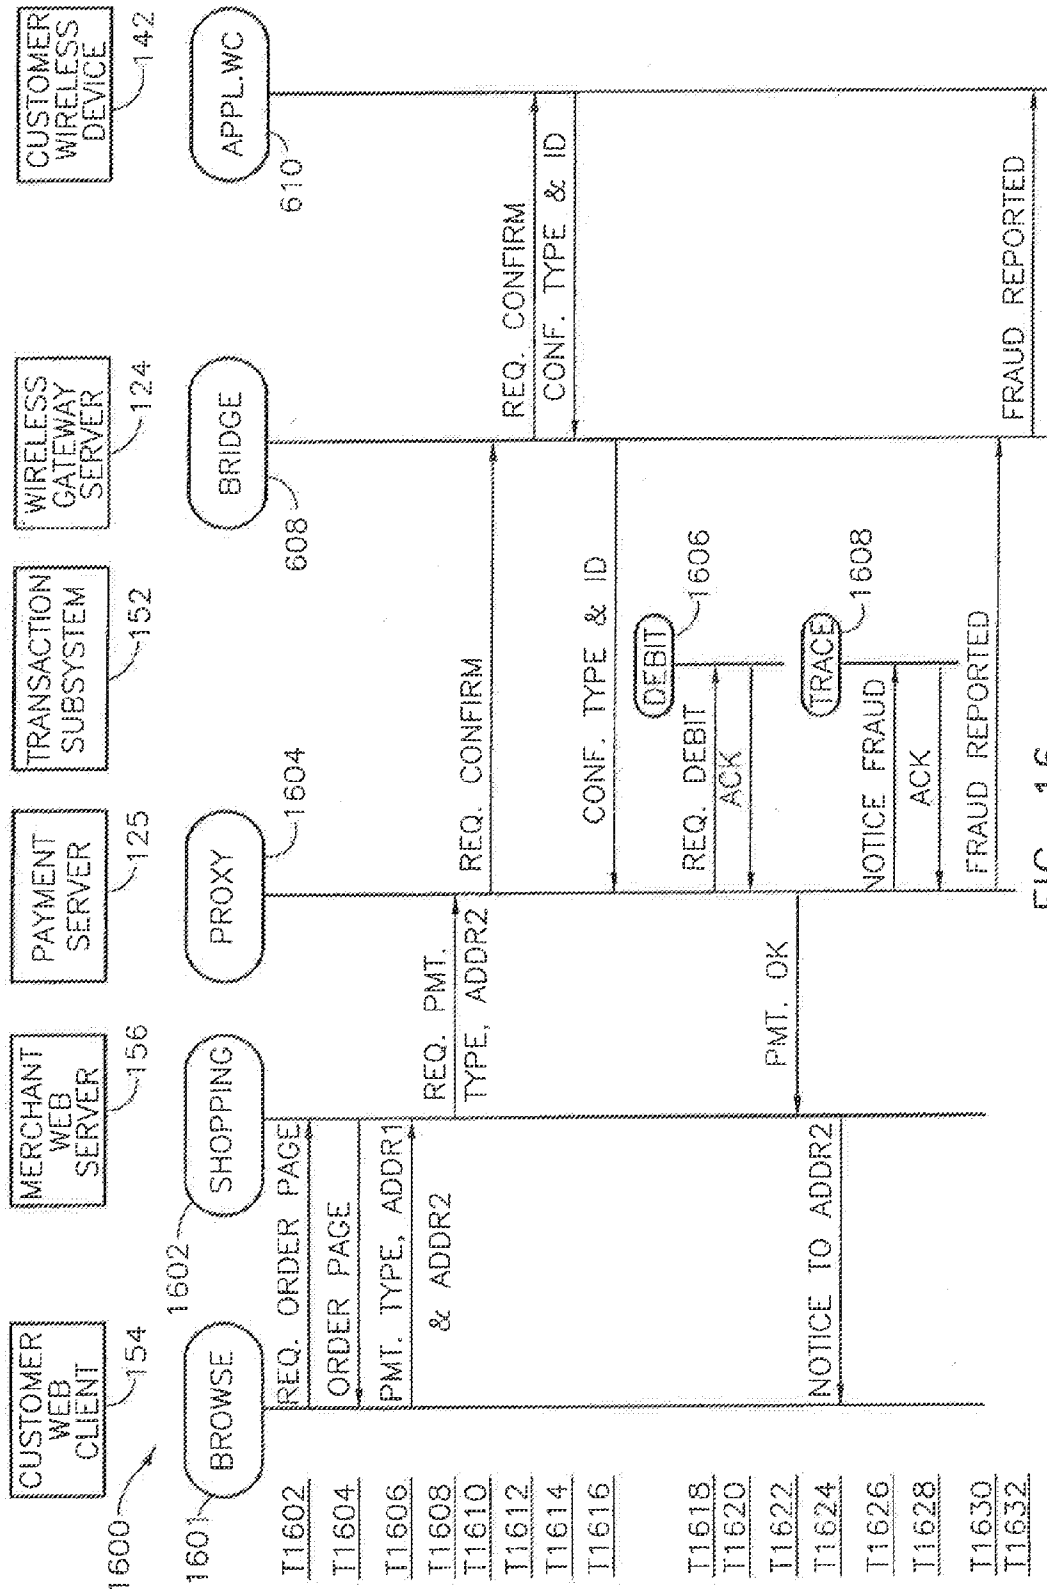 CUSTOMER
WEB
CLIENT
154
MERCHANT
WEB
SERVER
156
PAYMENT
SERVER
125
TRANSACTION
SUBSYSTEM
152
WIRELESS
GATEWAY
SERVER
124
CUSTOMER
WIRELESS
DEVICE
142
1600
1601
BROWSE
1602
SHOPPING
PROXY
1604
608
BRIDGE
610
APPL.WC
T1602
REQ. ORDER PAGE
T1604
ORDER PAGE
T1606
PMT. TYPE, ADDR1
& ADDR2
T1608
REQ. PMT.
TYPE, ADDR2
T1610
REQ. CONFIRM
T1612
REQ. CONFIRM
T1614
CONF. TYPE & ID
T1616
CONF. TYPE & ID
DEBIT
1606
T1618
REQ. DEBIT
T1620
ACK
T1622
PMT. OK
T1624
NOTICE TO ADDR2
TRACE
1608
T1626
NOTICE FRAUD
T1628
ACK
T1630
FRAUD REPORTED
T1632
FRAUD REPORTED